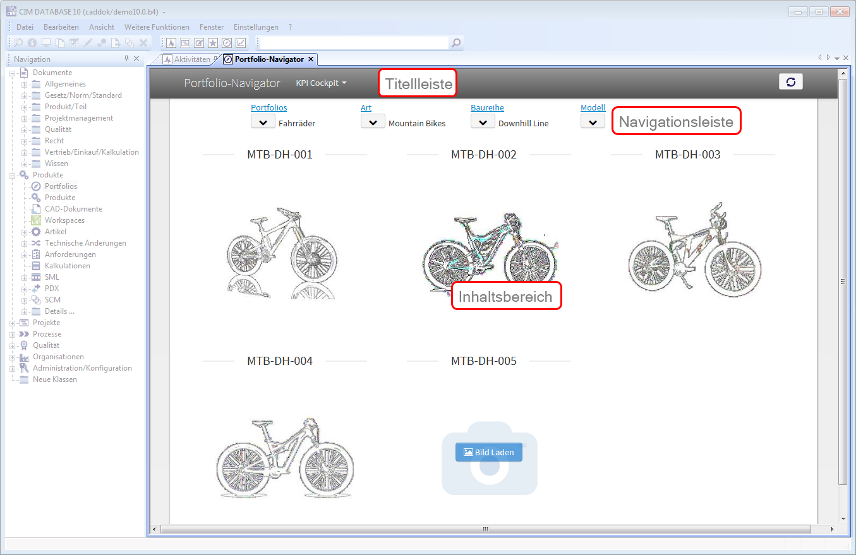 CIM DATABASE 10 (caddok/demo10.0.b4)
Datei Bearbeiten Ansicht Weitere Funktionen Fenster Einstellungen ?
Navigation
Aktivitäten
Portfolio-Navigator
Dokumente
Allgemeines
Gesetz/Norm/Standard
Produkt/Teil
Projektmanagement
Qualität
Recht
Vertrieb/Einkauf/Kalkulation
Wissen
Produkte
Portfolios
Produkte
CAD-Dokumente
Workspaces
Artikel
Technische Änderungen
Anforderungen
Kalkulationen
SML
PDX
SCM
Details ...
Projekte
Prozesse
Qualität
Organisationen
Administration/Konfiguration
Neue Klassen
Portfolio-Navigator KPI Cockpit
Titellleiste
Portfolios Art Baureihe Modell
Fahrräder Mountain Bikes Downhill Line
Navigationsleiste
MTB-DH-001 MTB-DH-002 MTB-DH-003
Inhaltsbereich
MTB-DH-004 MTB-DH-005
Bild Laden